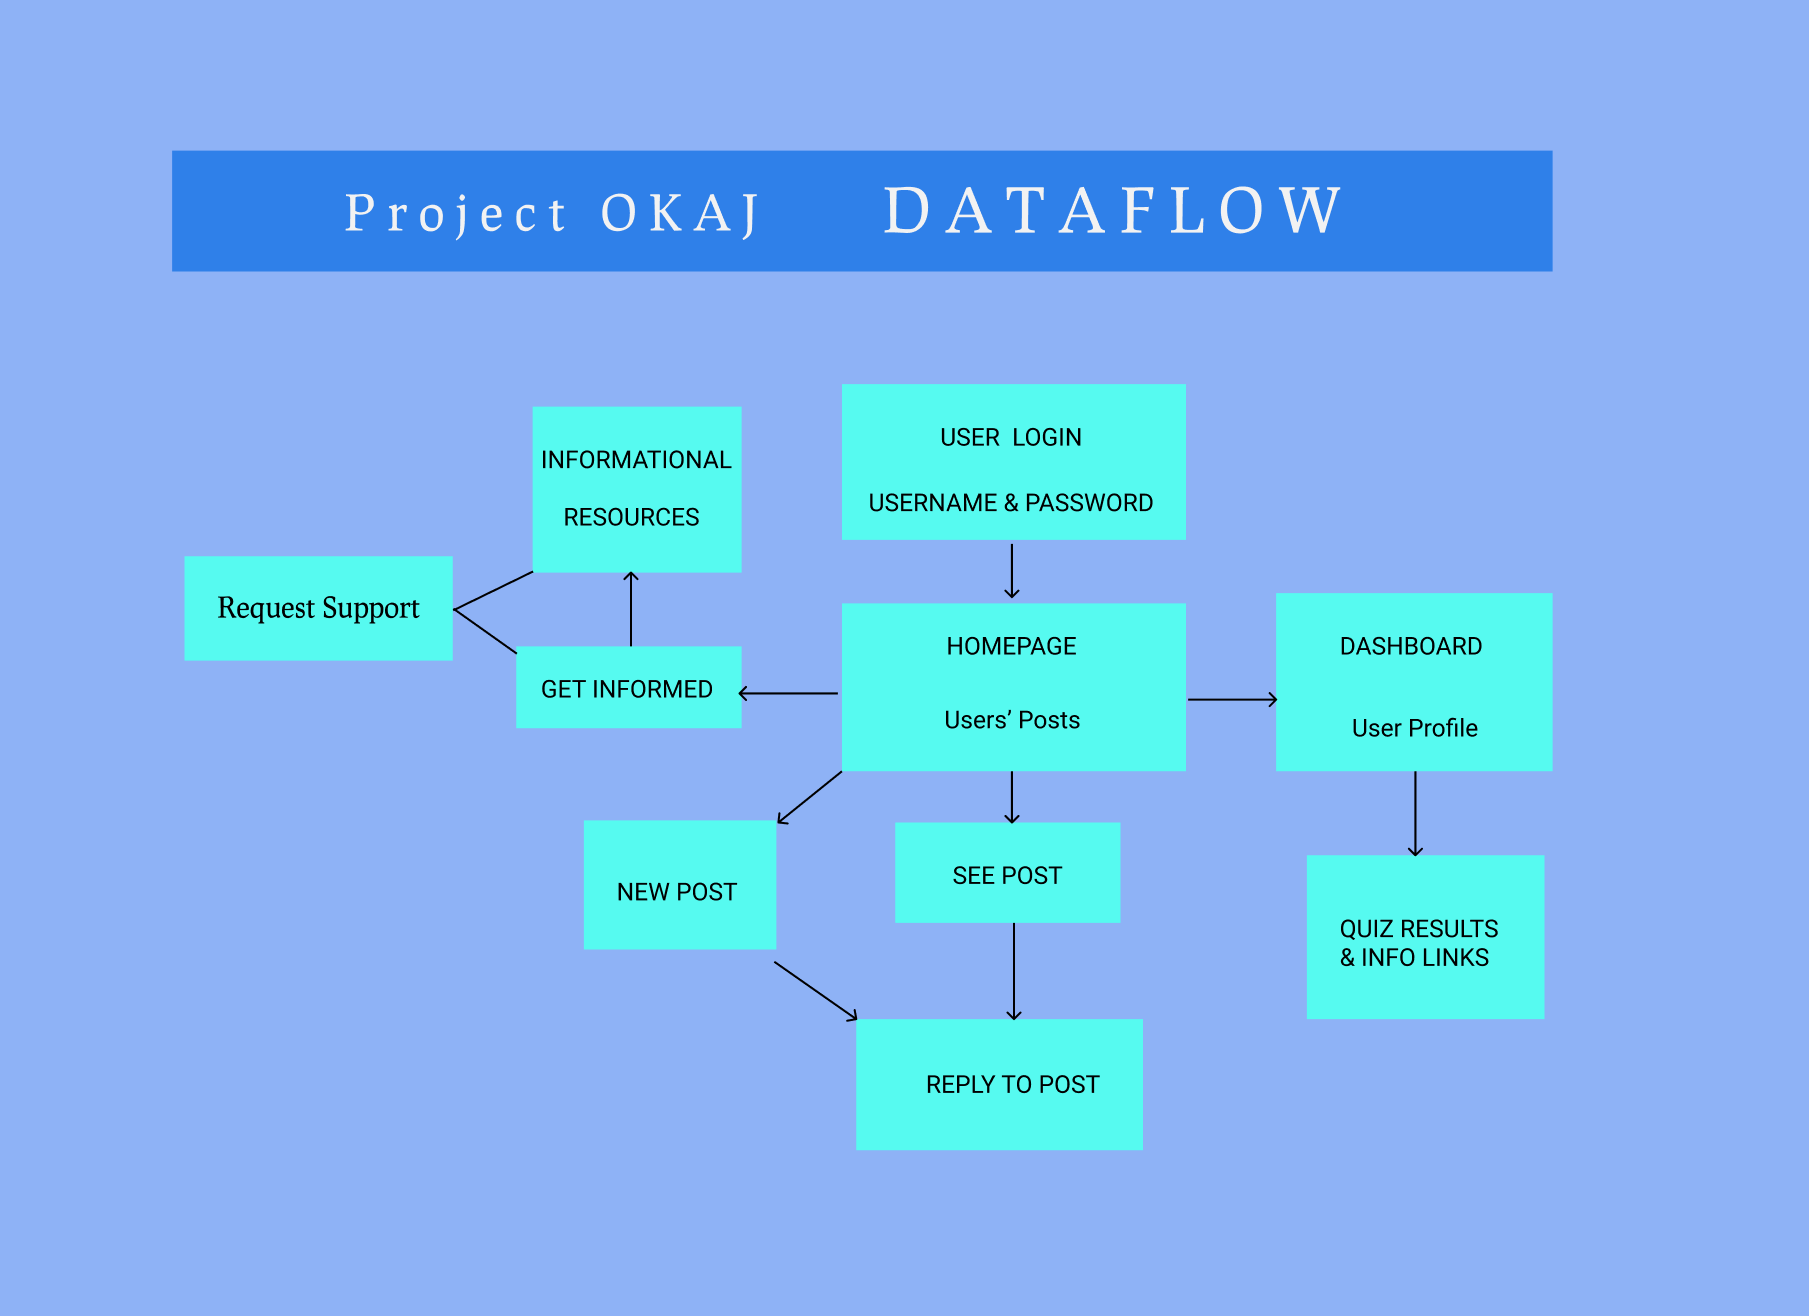 Project OKAJ DATAFLOW
INFORMATIONAL
RESOURCES
USER LOGIN
USERNAME & PASSWORD
Request Support
GET INFORMED
HOMEPAGE
Users’ Posts
DASHBOARD
User Profile
NEW POST
SEE POST
QUIZ RESULTS
& INFO LINKS
REPLY TO POST